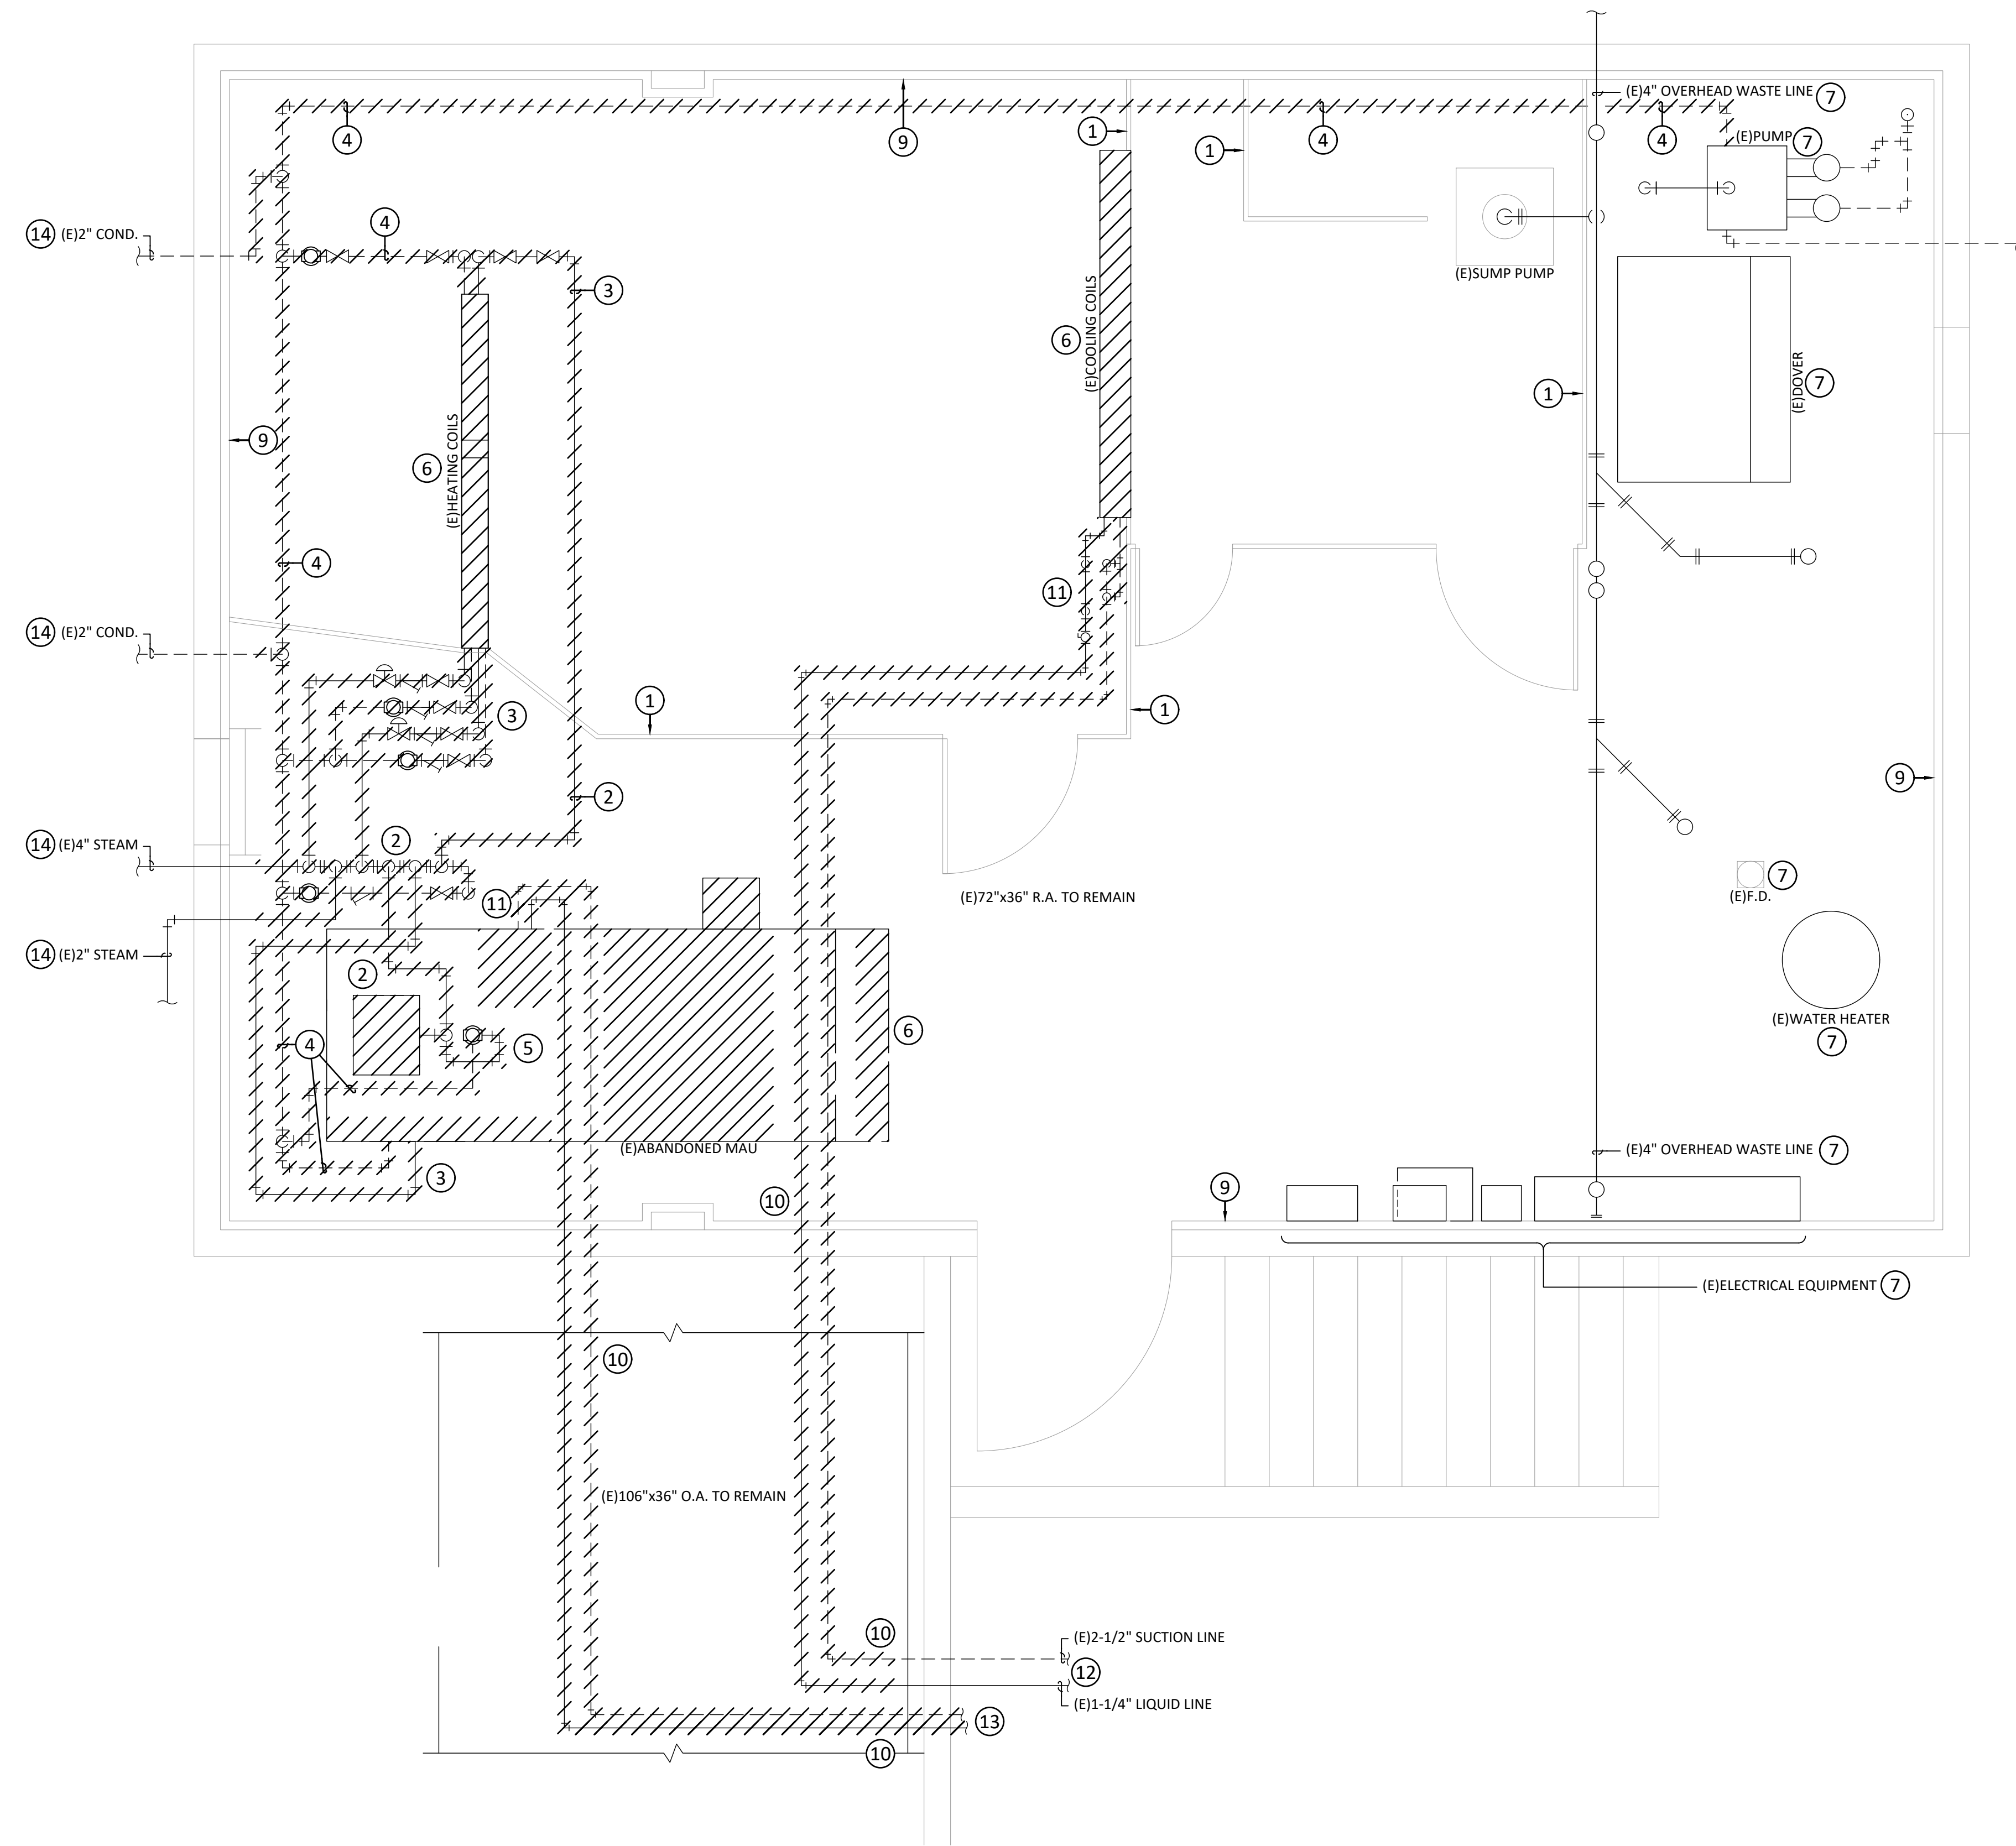 (E)4" OVERHEAD WASTE LINE 7
(E)PUMP 7
4
9
1
1
4
4
14 (E)2" COND.
4
3
(E)SUMP PUMP
6
(E)COOLING COILS
1
(E)DOVER
7
9
6
(E)HEATING COILS
4
11
14 (E)2" COND.
3
1
1
2
9
14 (E)4" STEAM
2
11
(E)72"x36" R.A. TO REMAIN
7
(E)F.D.
14 (E)2" STEAM
2
4
5
6
(E)WATER HEATER
7
(E)ABANDONED MAU
(E)4" OVERHEAD WASTE LINE 7
3
10
9
(E)ELECTRICAL EQUIPMENT 7
10
(E)106"x36" O.A. TO REMAIN
10
(E)2-1/2" SUCTION LINE
12
(E)1-1/4" LIQUID LINE
13
10